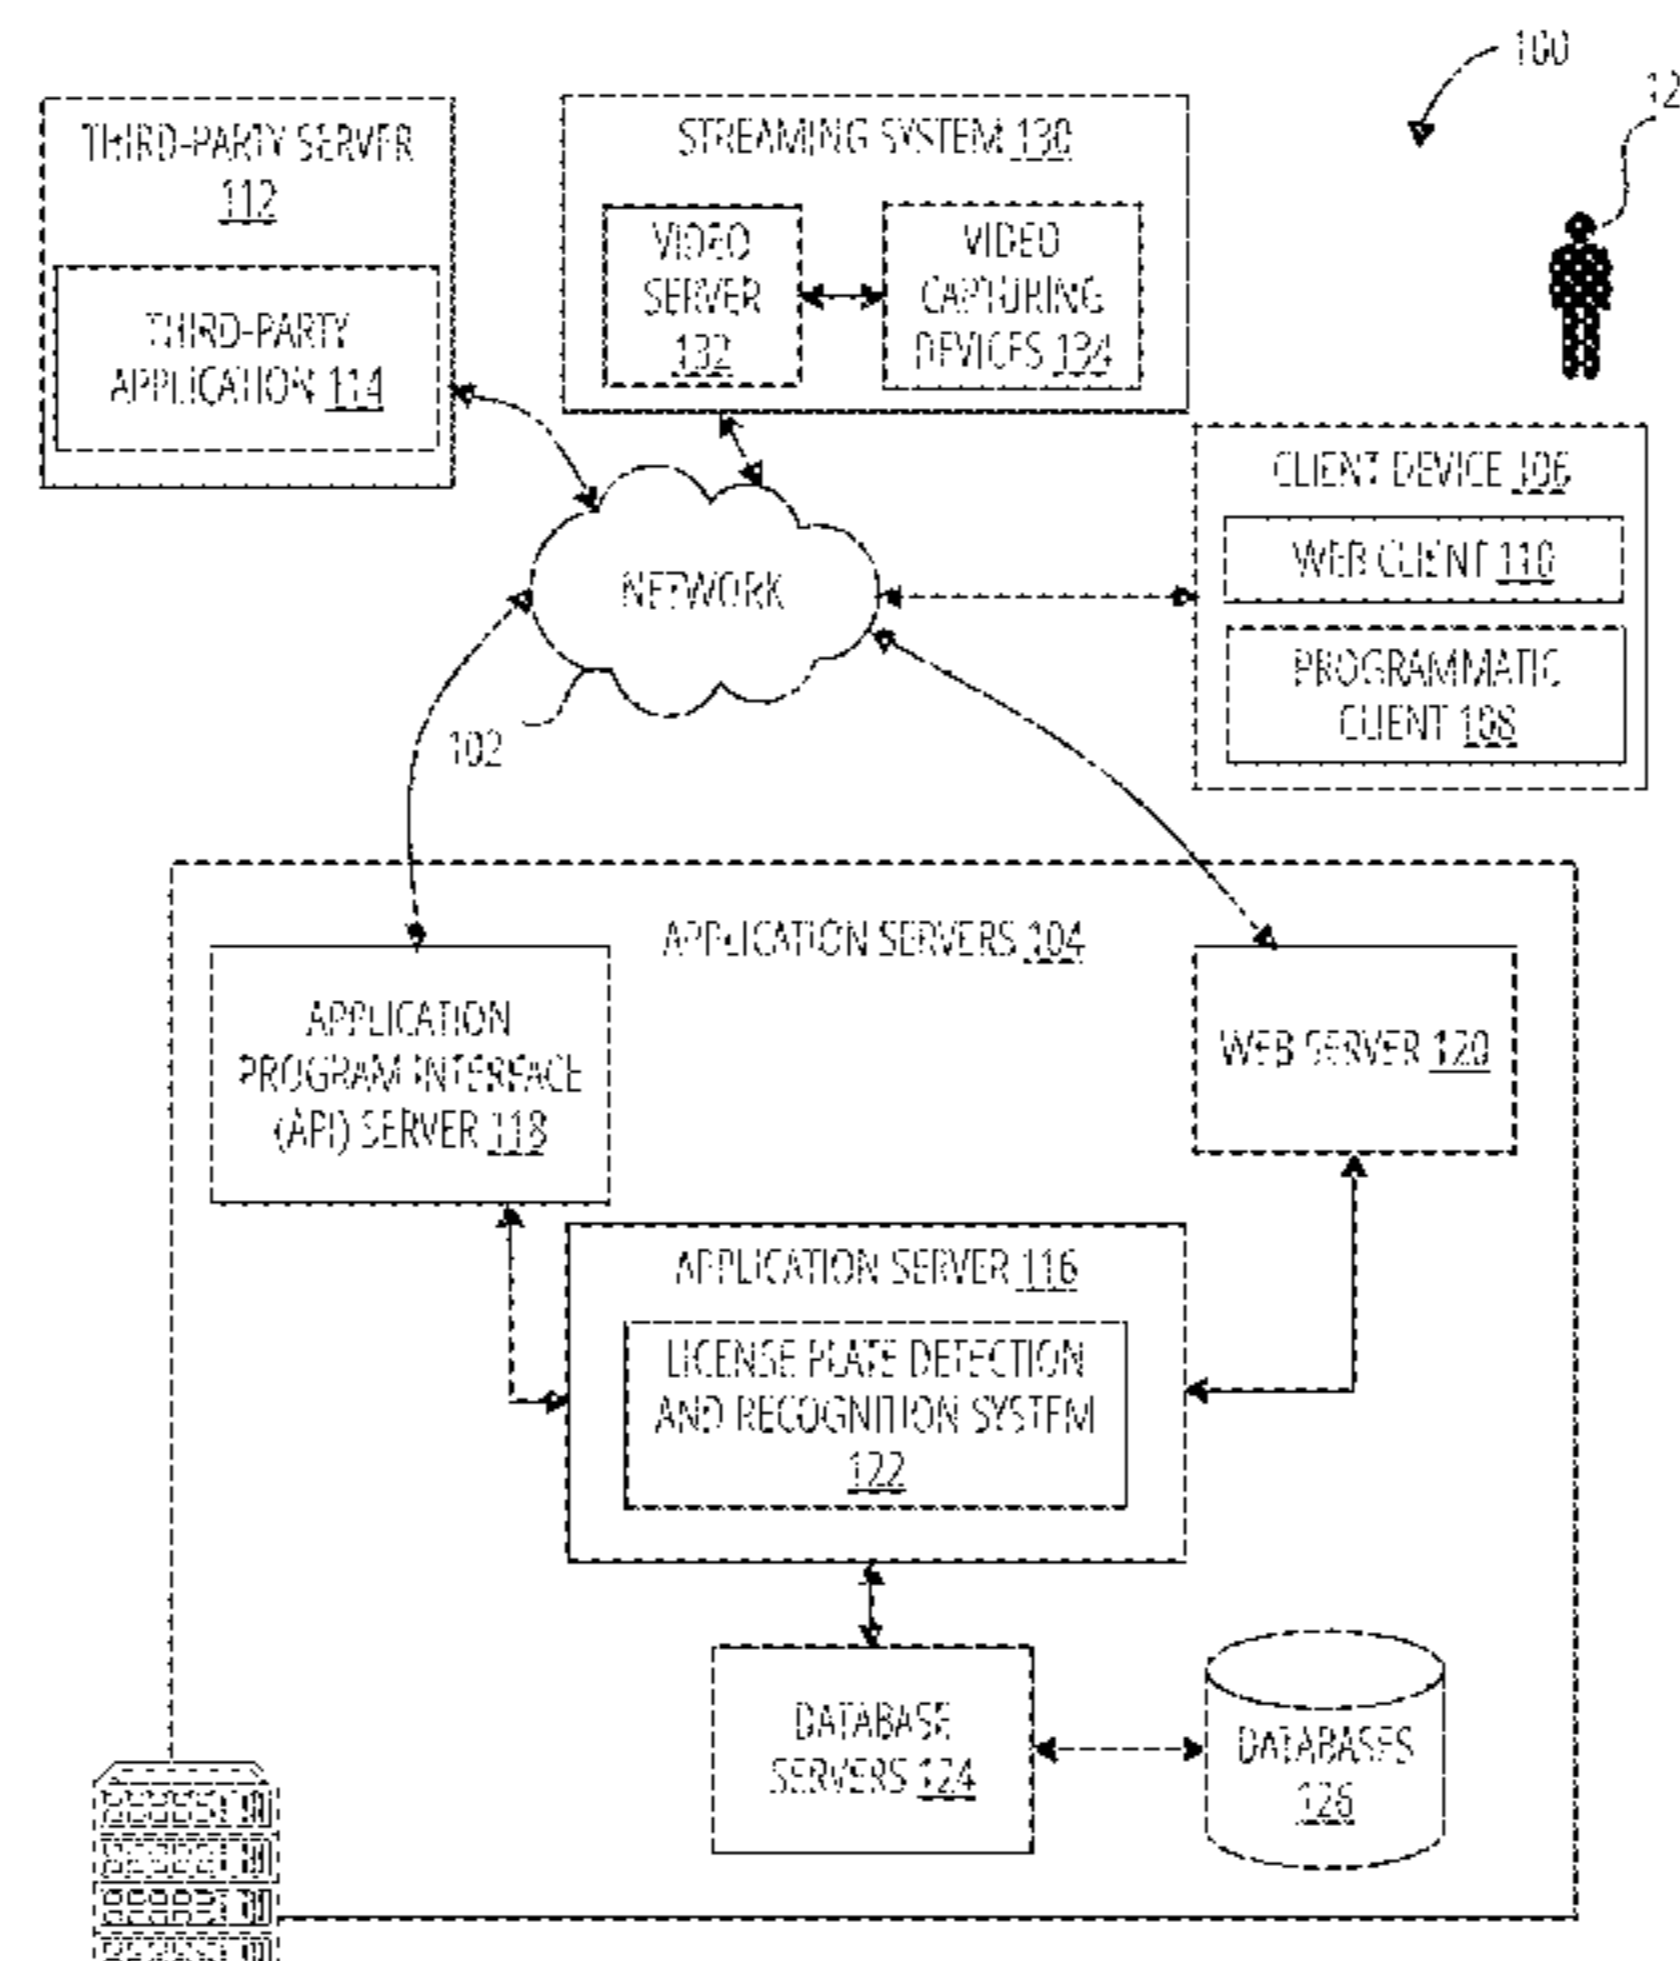 100
12
THIRD-PARTY SERVER
112
THIRD-PARTY
APPLICATION 114
STREAMING SYSTEM 130
VIDEO
SERVER
132
VIDEO
CAPTURING
DEVICES 134
CLIENT DEVICE 106
WEB CLIENT 110
PROGRAMMATIC
CLIENT 108
NETWORK
102
APPLICATION SERVERS 104
APPLICATION
PROGRAM INTERFACE
(API) SERVER 118
WEB SERVER 120
APPLICATION SERVER 116
LICENSE PLATE DETECTION
AND RECOGNITION SYSTEM
122
DATABASE
SERVERS 124
DATABASES
126